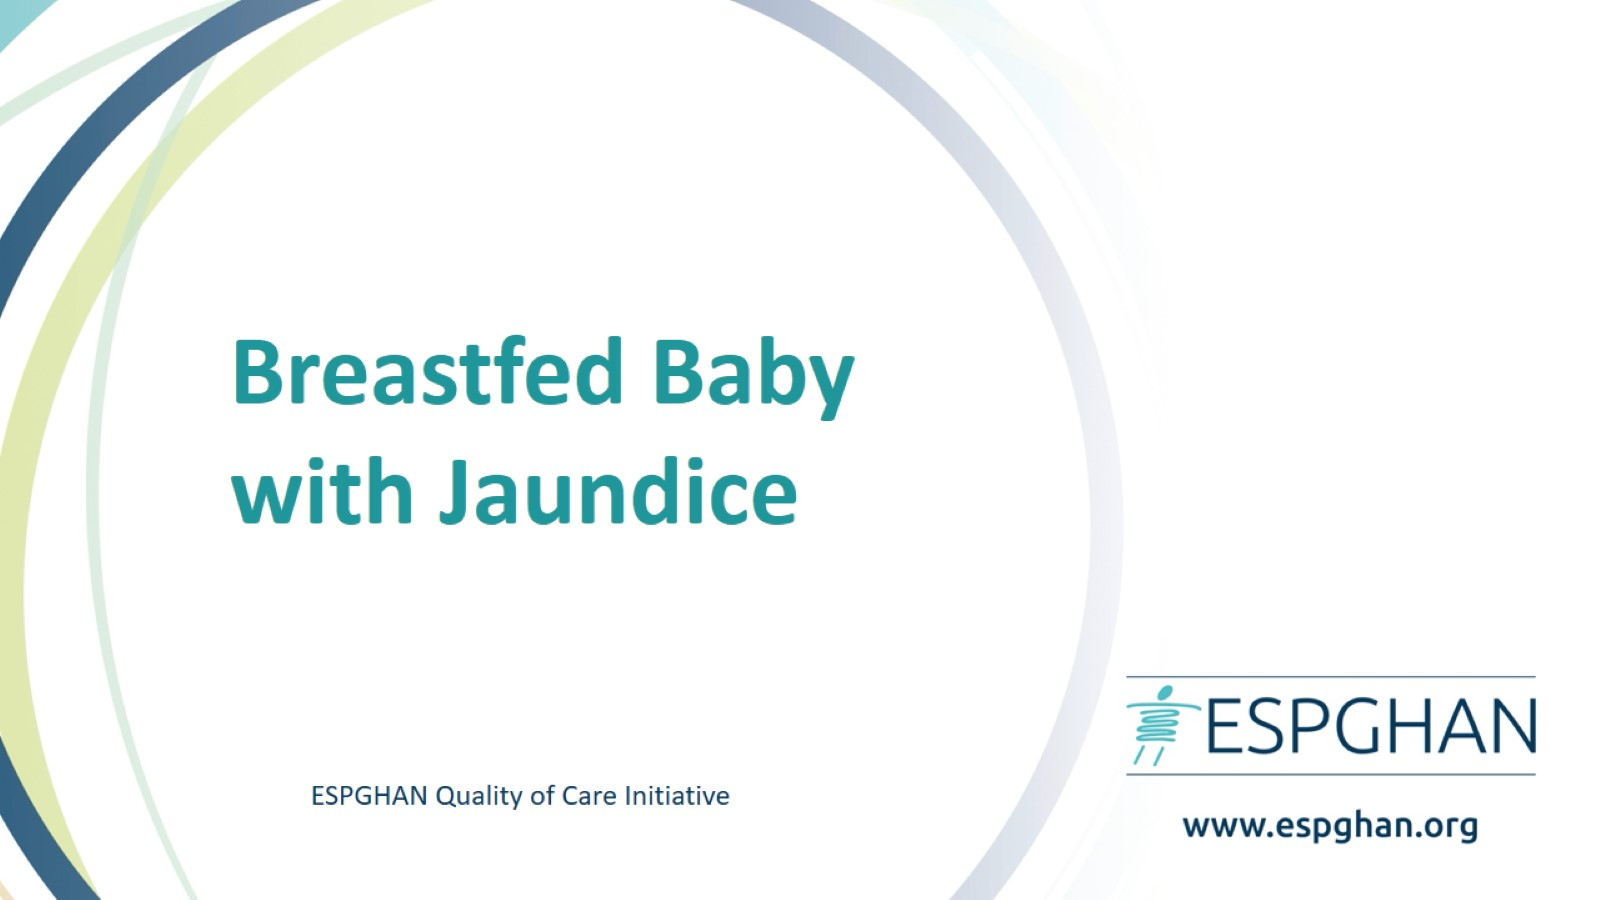 Breastfed Baby
with Jaundice
ESPGHAN
ESPGHAN Quality of Care Initiative
www.espghan.org